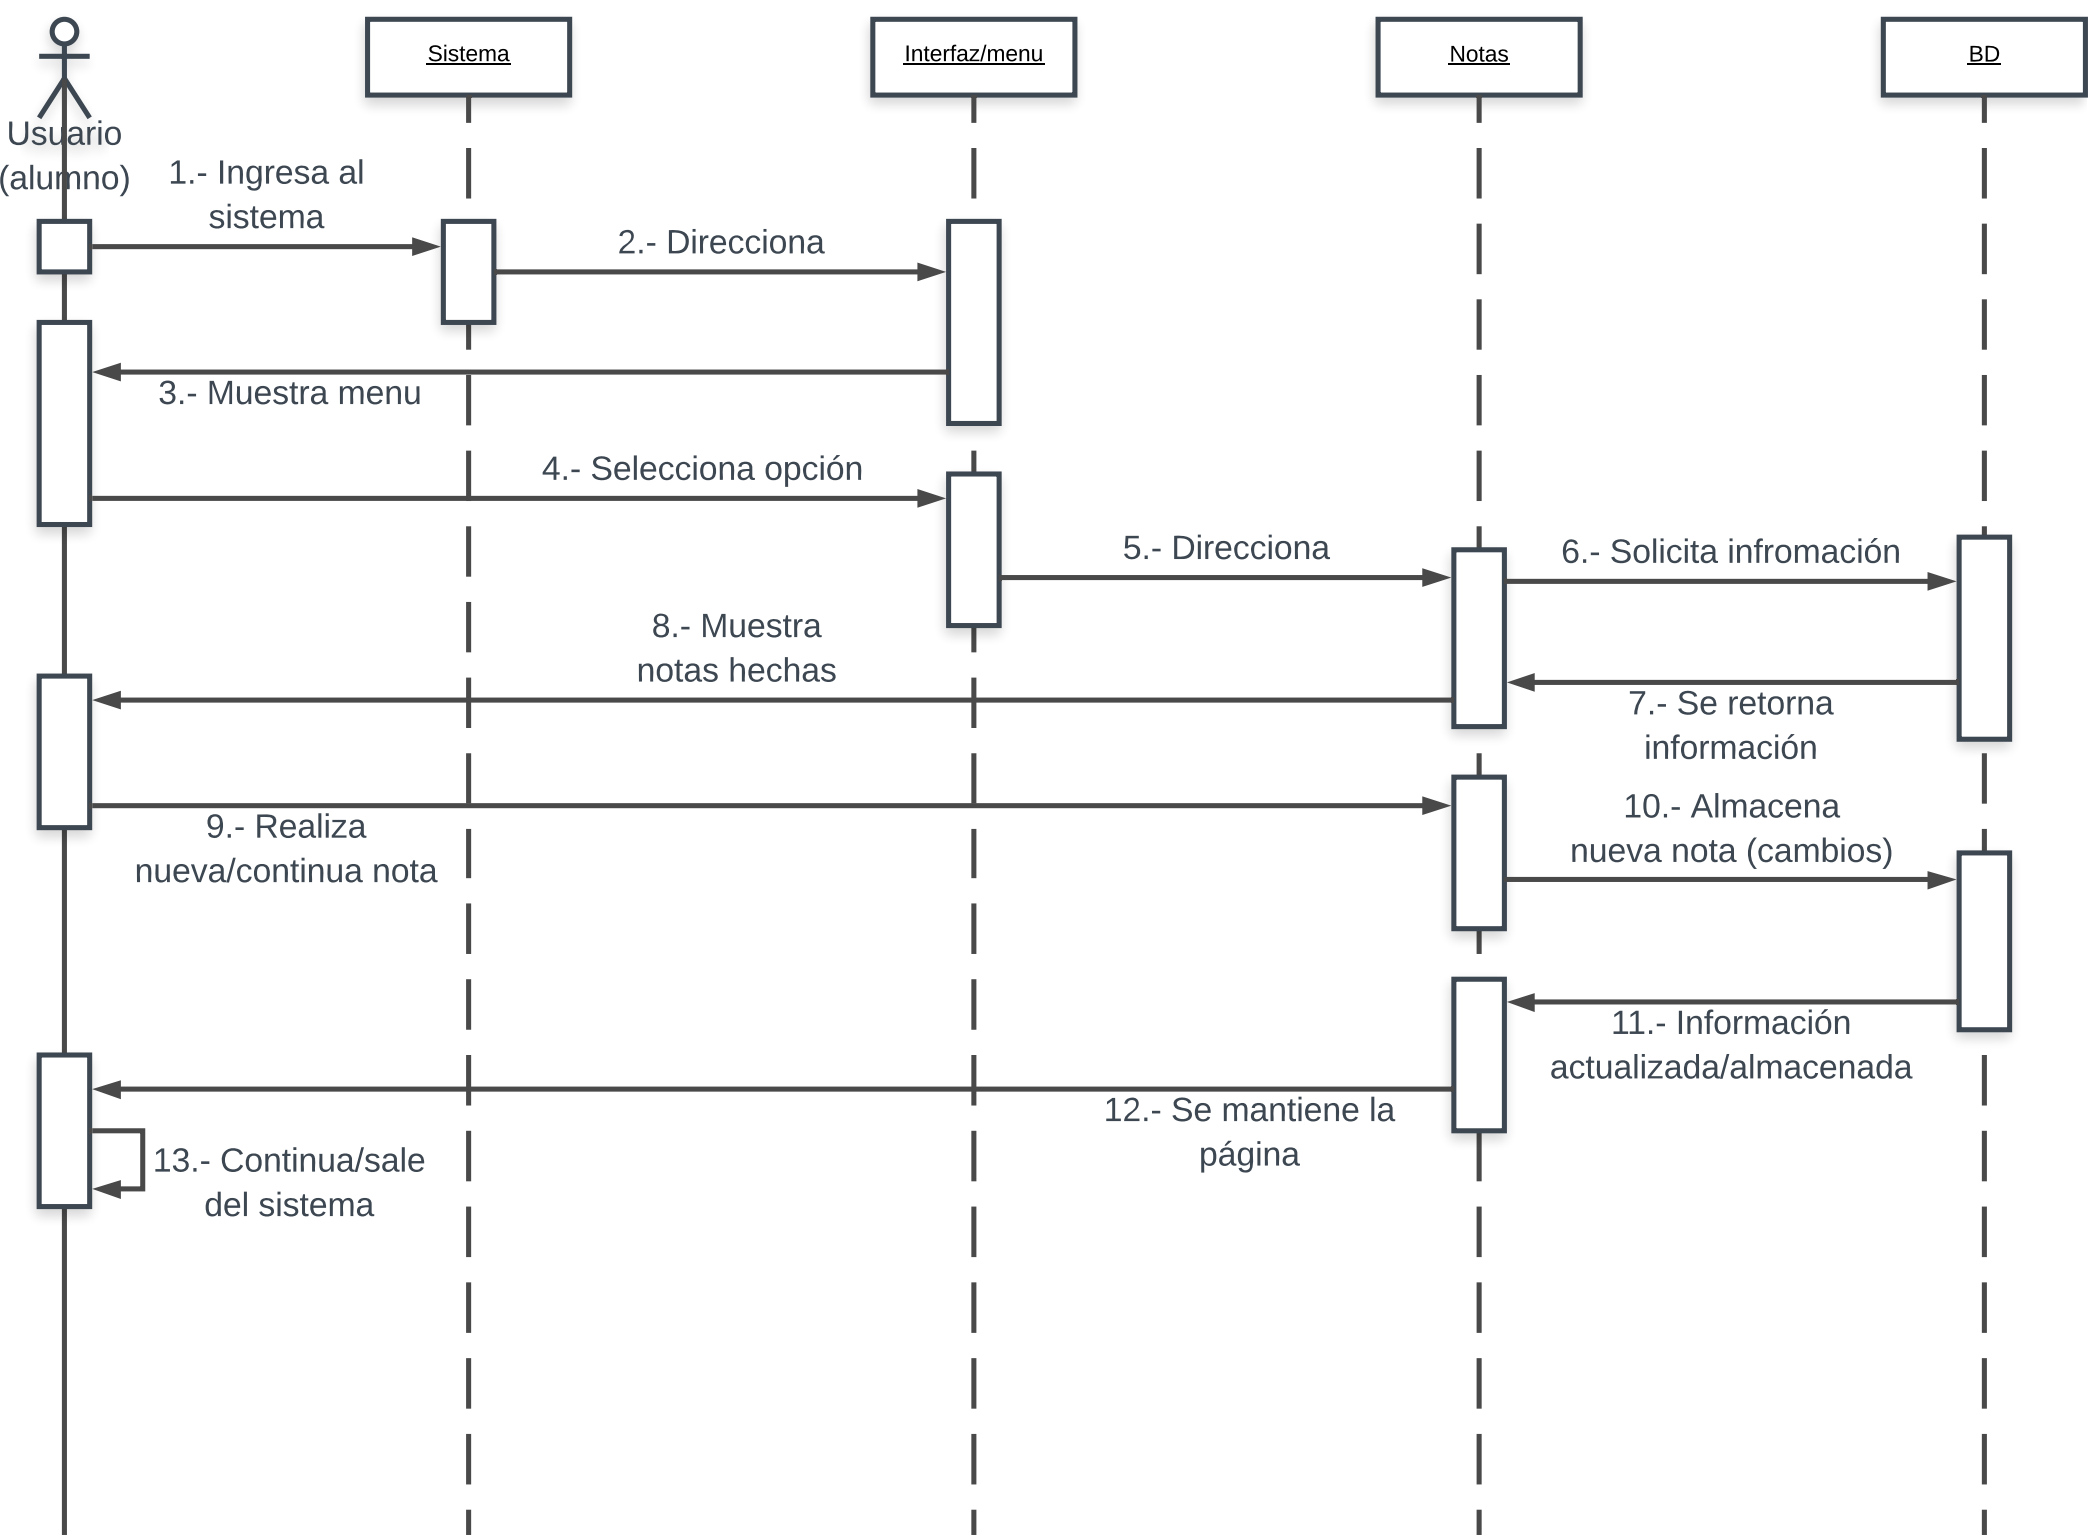 Sistema
Interfaz/menu
Notas
BD
Usuario
(alumno)
1.- Ingresa al
sistema
2.- Direcciona
3.- Muestra menu
4.- Selecciona opción
5.- Direcciona
6.- Solicita infromación
8.- Muestra
notas hechas
7.- Se retorna
información
9.- Realiza
nueva/continua nota
10.- Almacena
nueva nota (cambios)
11.- Información
actualizada/almacenada
12.- Se mantiene la
página
13.- Continua/sale
del sistema